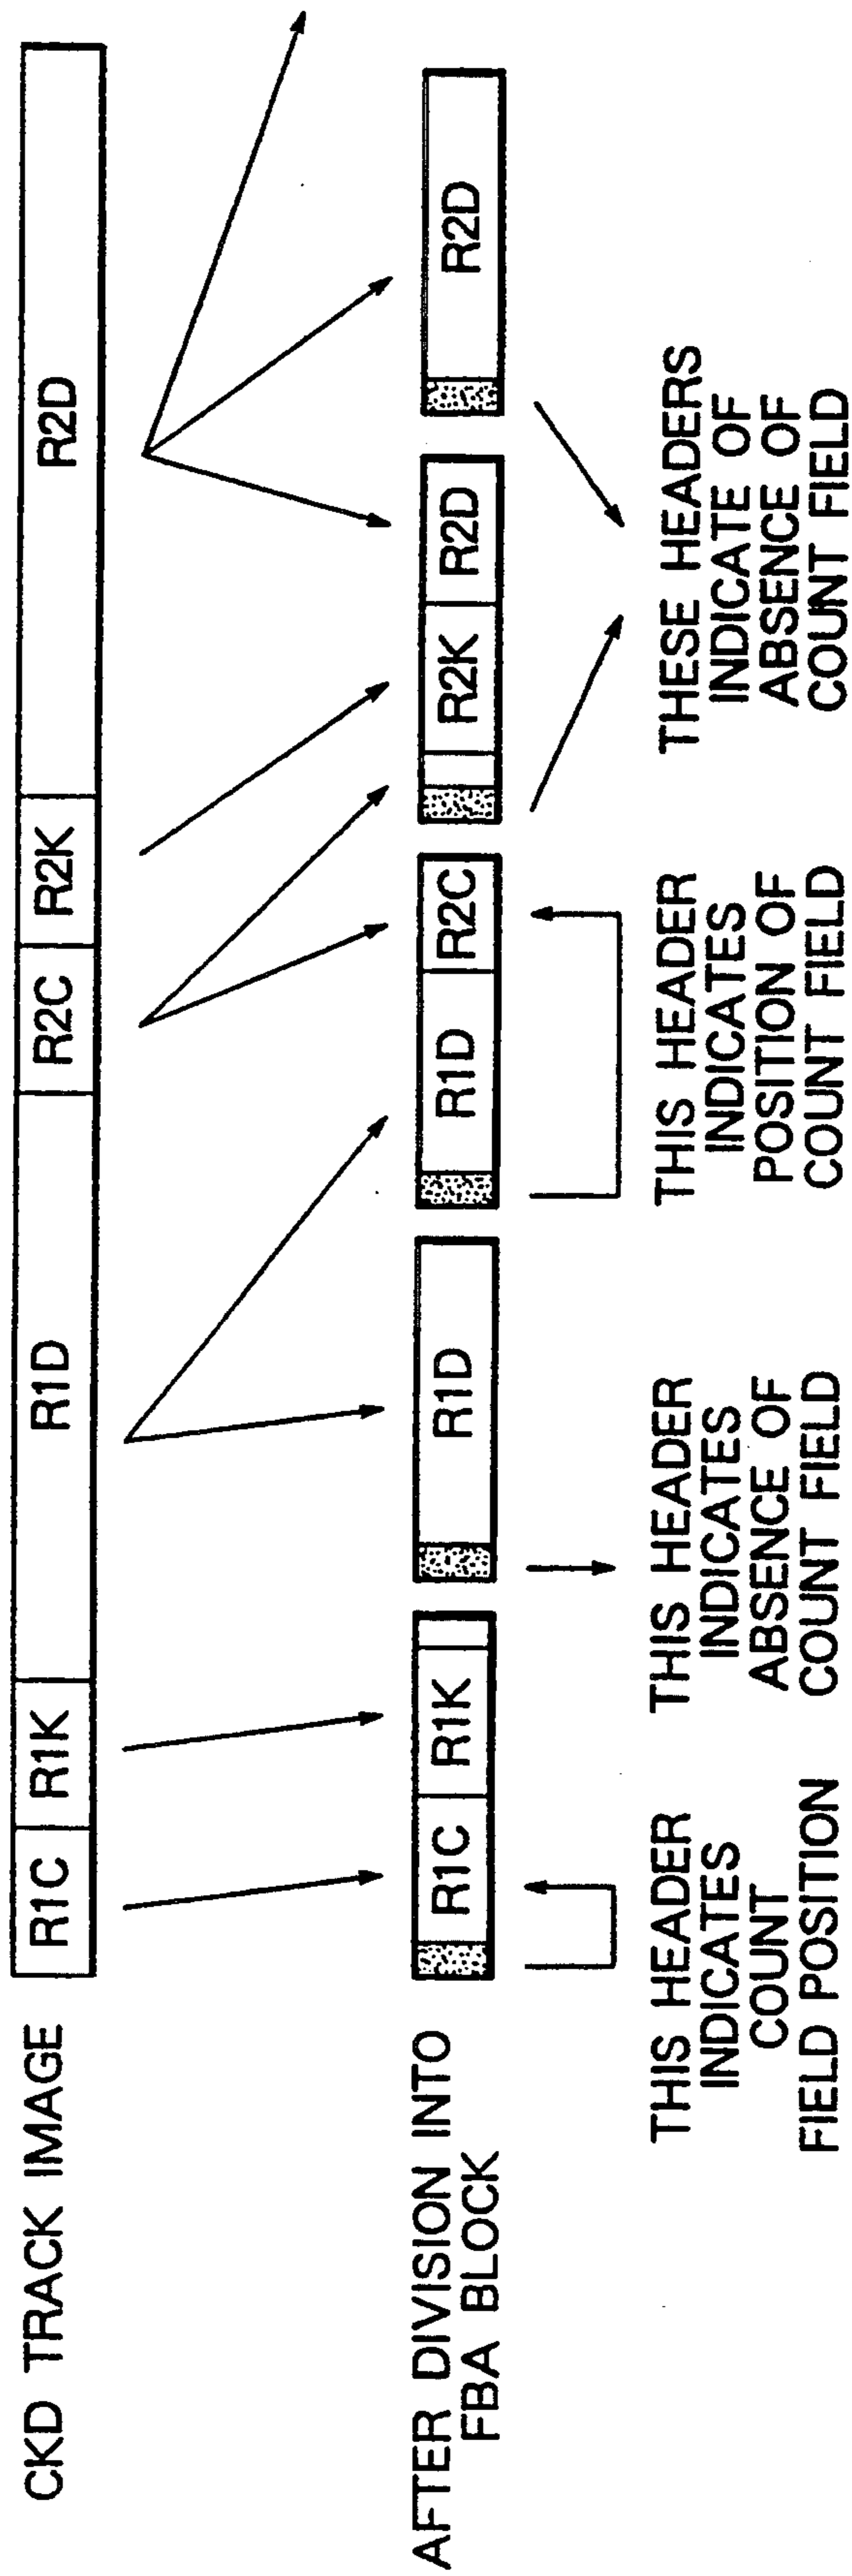 CKD TRACK IMAGE
R1C R1K R1D R2C R2K R2D
AFTER DIVISION INTO
FBA BLOCK
R1C R1K R1D R1D R2C R2K R2D R2D
THIS HEADER
INDICATES
COUNT
FIELD POSITION
THIS HEADER
INDICATES
ABSENCE OF
COUNT FIELD
THIS HEADER
INDICATES
POSITION OF
COUNT FIELD
THESE HEADERS
INDICATE OF
ABSENCE OF
COUNT FIELD